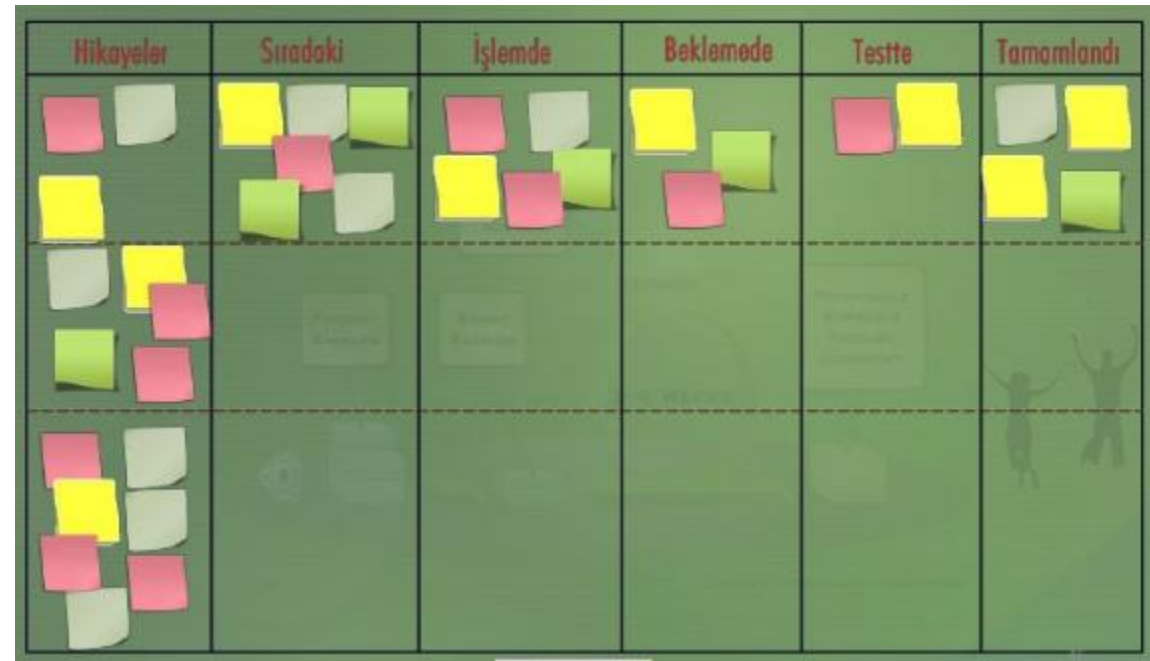 Hikayeler
Sıradaki
İşlemde
Beklemede
Testte
Tamamlandı